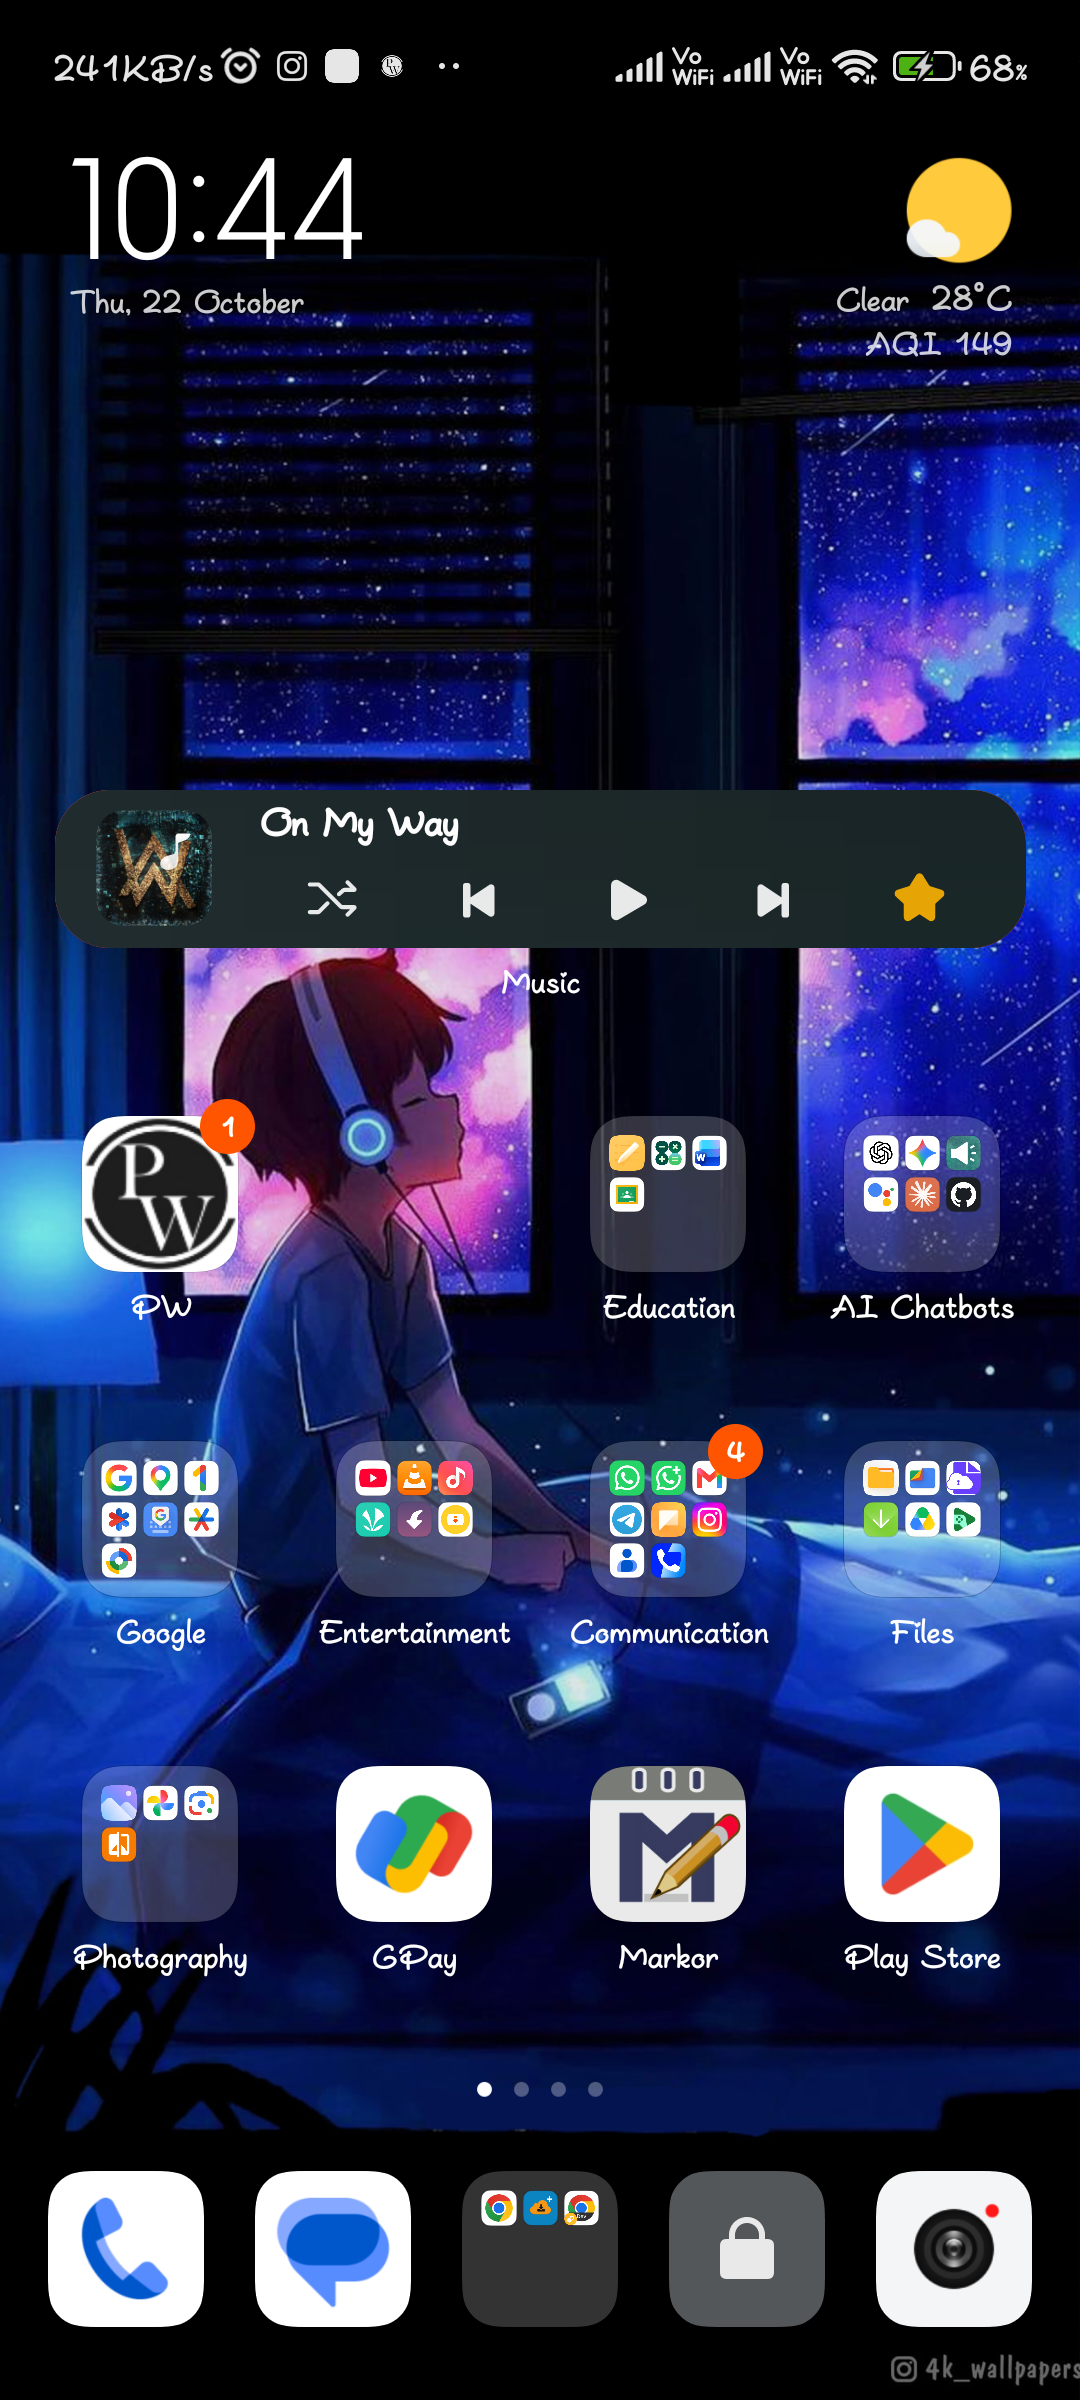 241KB/s Vo WiFi Vo WiFi 68%
10:44
Thu, 22 October
Clear 28°C
AQI 149
On My Way
Music
PW
1
PW
Education
AI Chatbots
4
Google
Entertainment
Communication
Files
Photography
GPay
Markor
Play Store
4k_wallpapers